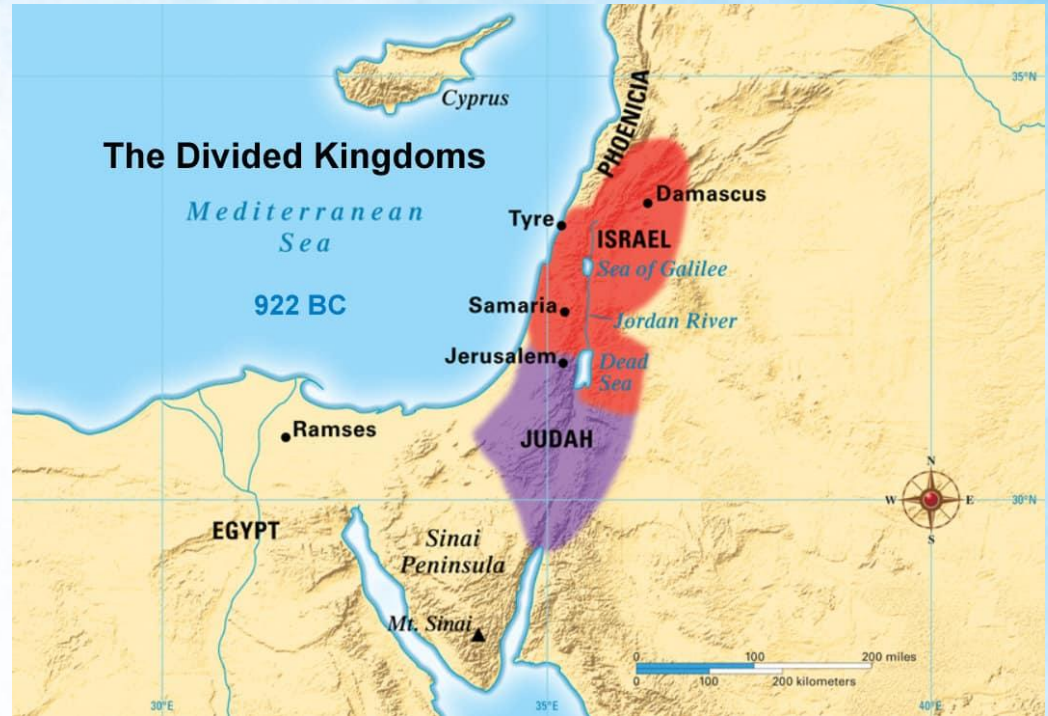 Cyprus
35°N
PHOENICIA
The Divided Kingdoms
Damascus
Mediterranean
Sea
Tyre
ISRAEL
Sea of Galilee
922 BC
Samaria
Jordan River
Jerusalem
Dead
Sea
Ramses
JUDAH
N
W
E
S
30°N
EGYPT
Sinai
Peninsula
Mt. Sinai
0 100 200 miles
0 100 200 kilometers
30°E
35°E
40°E